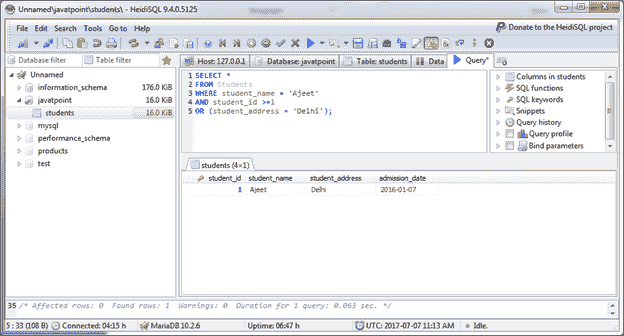 Unnamed\javatpoint\students\ - HeidiSQL 9.4.0.5125
File Edit Search Tools Go to Help
Donate to the HeidiSQL project
Database filter Table filter
Host: 127.0.0.1 Database: javatpoint Table: students Data Query*
Unnamed
information_schema 176.0 KiB
javatpoint 16.0 KiB
students 16.0 KiB
mysql
performance_schema
products
test
1 SELECT *
2 FROM Students
3 WHERE student_name = 'Ajeet'
4 AND student_id >=1
5 OR (student_address = 'Delhi');
Columns in students
SQL functions
SQL keywords
Snippets
Query history
Query profile
Bind parameters
students (4×1)
student_id student_name student_address admission_date
1 Ajeet Delhi 2016-01-07
35 /* Affected rows: 0 Found rows: 1 Warnings: 0 Duration for 1 query: 0.063 sec. */
5 : 33 (108 B) Connected: 04:15 h MariaDB 10.2.6 Uptime: 06:47 h UTC: 2017-07-07 11:13 AM Idle.